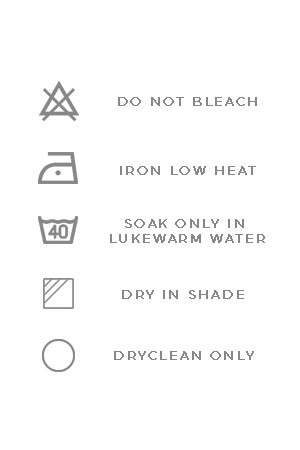 DO NOT BLEACH
IRON LOW HEAT
40
SOAK ONLY IN
LUKEWARM WATER
DRY IN SHADE
DRYCLEAN ONLY